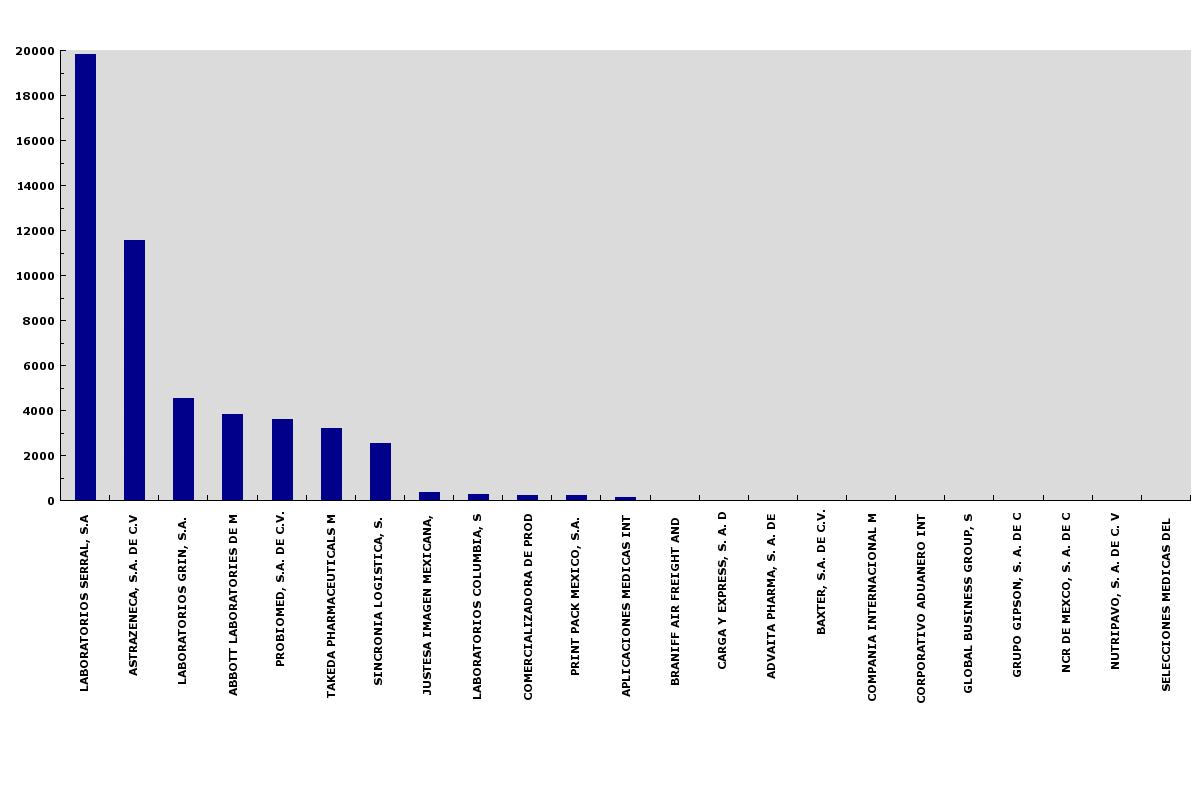 20000
18000
16000
14000
12000
10000
8000
6000
4000
2000
0
LABORATORIOS SERRAL, S.A
ASTRAZENECA, S.A. DE C.V
LABORATORIOS GRIN, S.A.
ABBOTT LABORATORIES DE M
PROBIOMED, S.A. DE C.V.
TAKEDA PHARMACEUTICALS M
SINCRONIA LOGISTICA, S.
JUSTESA IMAGEN MEXICANA,
LABORATORIOS COLUMBIA, S
COMERCIALIZADORA DE PROD
PRINT PACK MEXICO, S.A.
APLICACIONES MEDICAS INT
BRANIFF AIR FREIGHT AND
CARGA Y EXPRESS, S. A. D
ADVAITA PHARMA, S. A. DE
BAXTER, S.A. DE C.V.
COMPANIA INTERNACIONAL M
CORPORATIVO ADUANERO INT
GLOBAL BUSINESS GROUP, S
GRUPO GIPSON, S. A. DE C
NCR DE MEXCO, S. A. DE C
NUTRIPAVO, S. A. DE C. V
SELECCIONES MEDICAS DEL